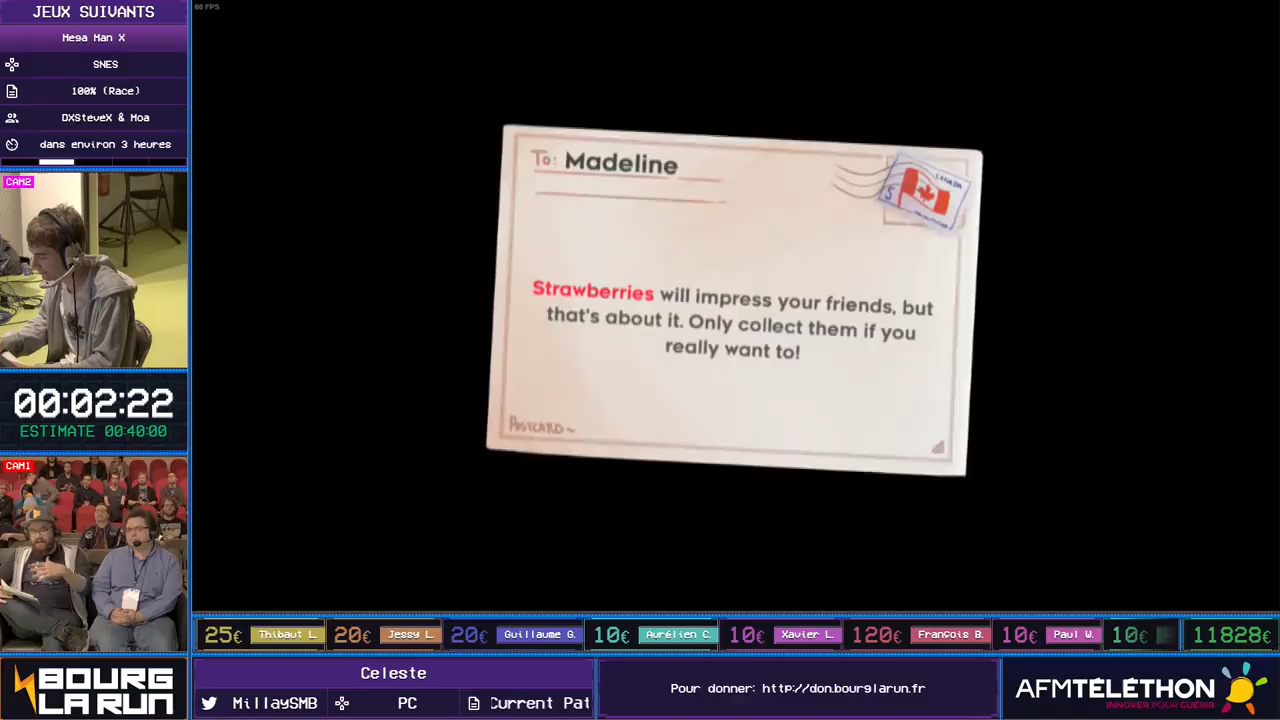 JEUX SUIVANTS
Mega Man X
SNES
100% (Race)
DXSteveX & Moa
dans environ 3 heures
CAM2
00:02:22
ESTIMATE 00:40:00
CAM1
BOURG
LA RUN
60 FPS
To: Madeline
CANADA
5
Strawberries will impress your friends, but
that's about it. Only collect them if you
really want to!
POSTCARD~
25€ Thibaut L.
20€ Jessy L.
20€ Guillaume G.
10€ Aurélien C.
10€ Xavier L.
120€ François B.
10€ Paul W.
10€
11828€
Celeste
MillaySMB
PC
Current Pat
Pour donner: http://don.bourglarun.fr
AFMTÉLÉTHON
INNOVER POUR GUÉRIR